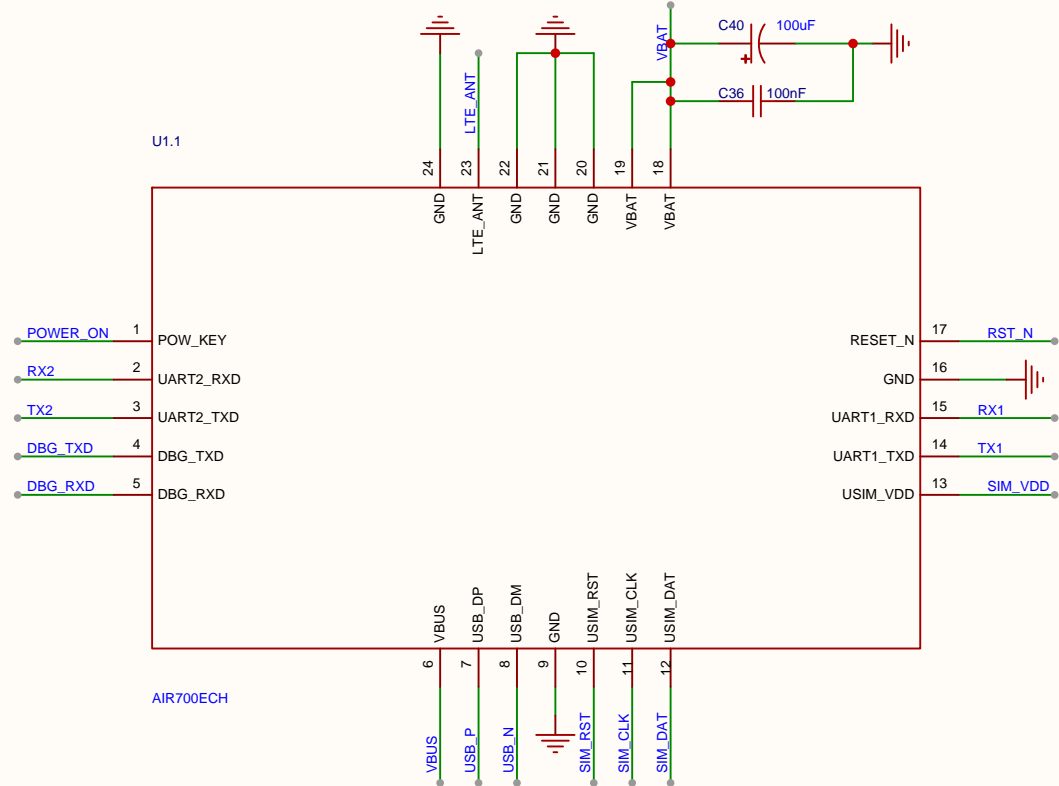 VBAT
C40 100uF
C36 100nF
LTE_ANT
U1.1
24 23 22 21 20 19 18
GND LTE_ANT GND GND GND VBAT VBAT
POWER_ON 1 POW_KEY
RX2 2 UART2_RXD
TX2 3 UART2_TXD
DBG_TXD 4 DBG_TXD
DBG_RXD 5 DBG_RXD
RESET_N 17 RST_N
GND 16
UART1_RXD 15 RX1
UART1_TXD 14 TX1
USIM_VDD 13 SIM_VDD
VBUS USB_DP USB_DM GND USIM_RST USIM_CLK USIM_DAT
6 7 8 9 10 11 12
AIR700ECH
VBUS USB_P USB_N SIM_RST SIM_CLK SIM_DAT